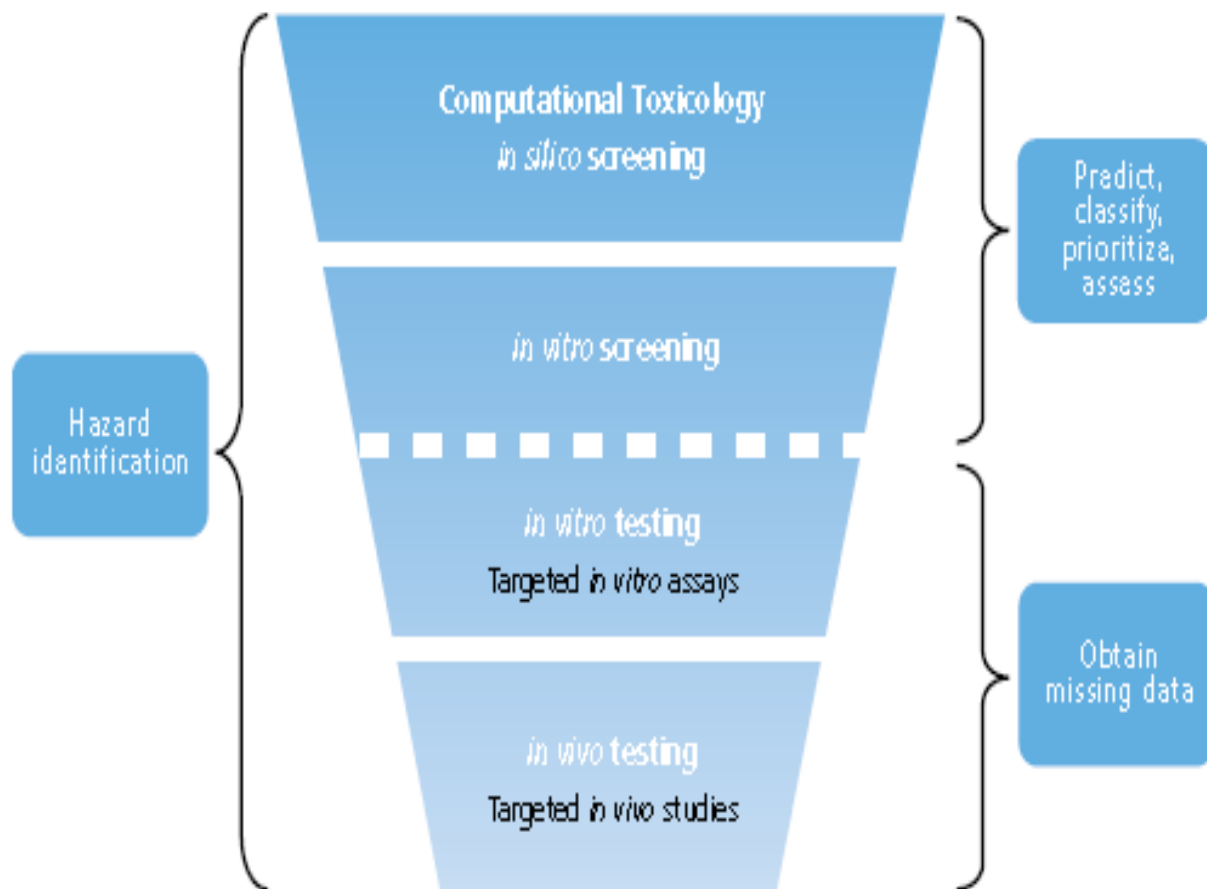 Computational Toxicology
in silico screening
Predict,
classify,
prioritize,
assess
in vitro screening
Hazard
identification
in vitro testing
Targeted in vitro assays
Obtain
missing data
in vivo testing
Targeted in vivo studies